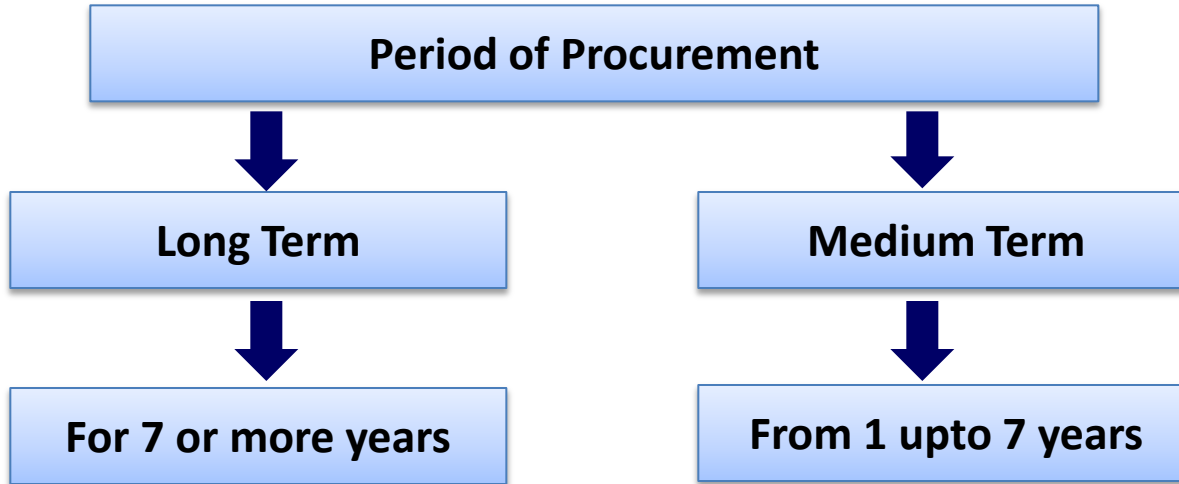 Period of Procurement
Long Term
Medium Term
For 7 or more years
From 1 upto 7 years